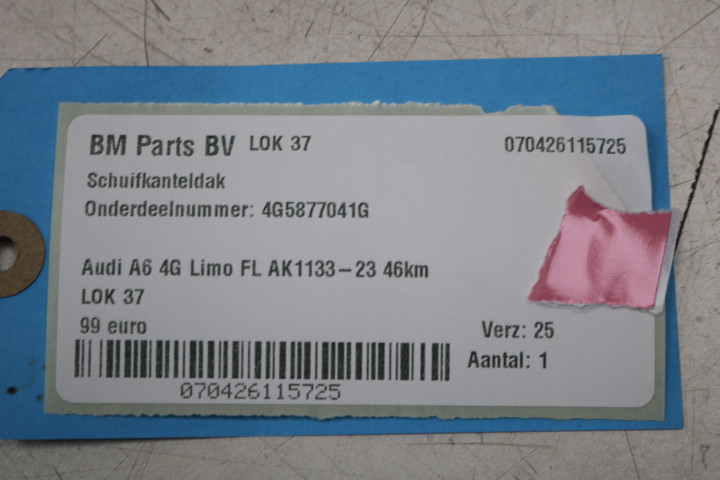 BM Parts BV LOK 37 070426115725
Schuifkanteldak
Onderdeelnummer: 4G5877041G
Audi A6 4G Limo FL AK1133-23 46km
LOK 37
99 euro
Verz: 25
Aantal: 1
070426115725